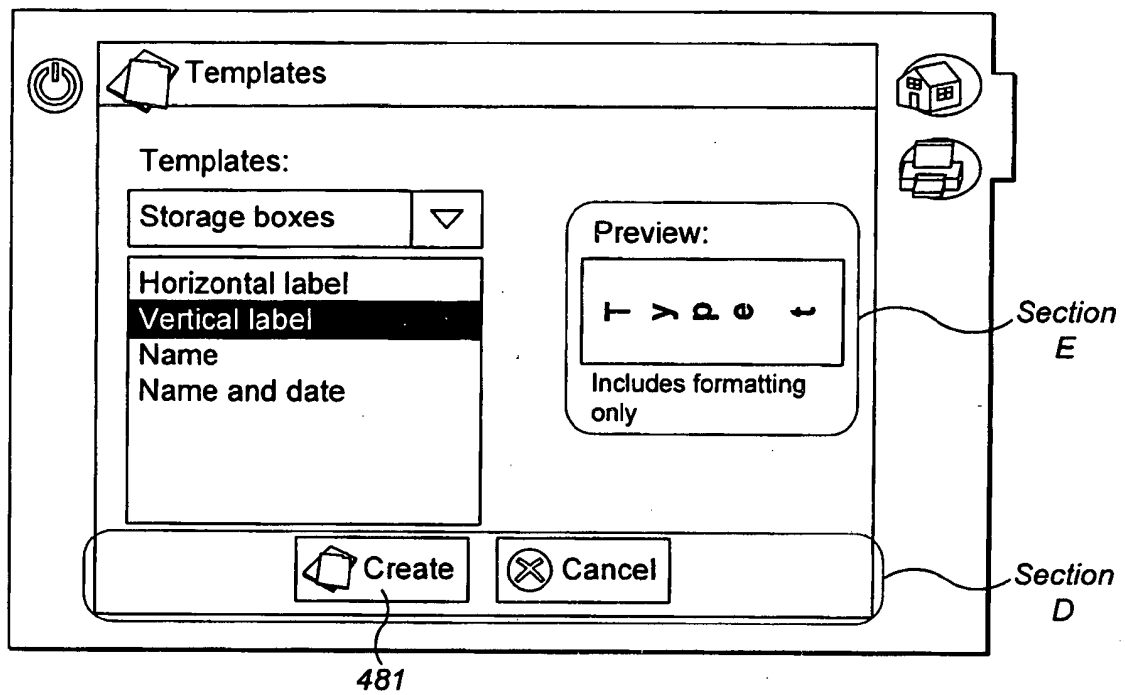 Templates
Templates:
Storage boxes
Horizontal label
Vertical label
Name
Name and date
Preview:
Type t
Includes formatting
only
Section
E
Create
Cancel
Section
D
481